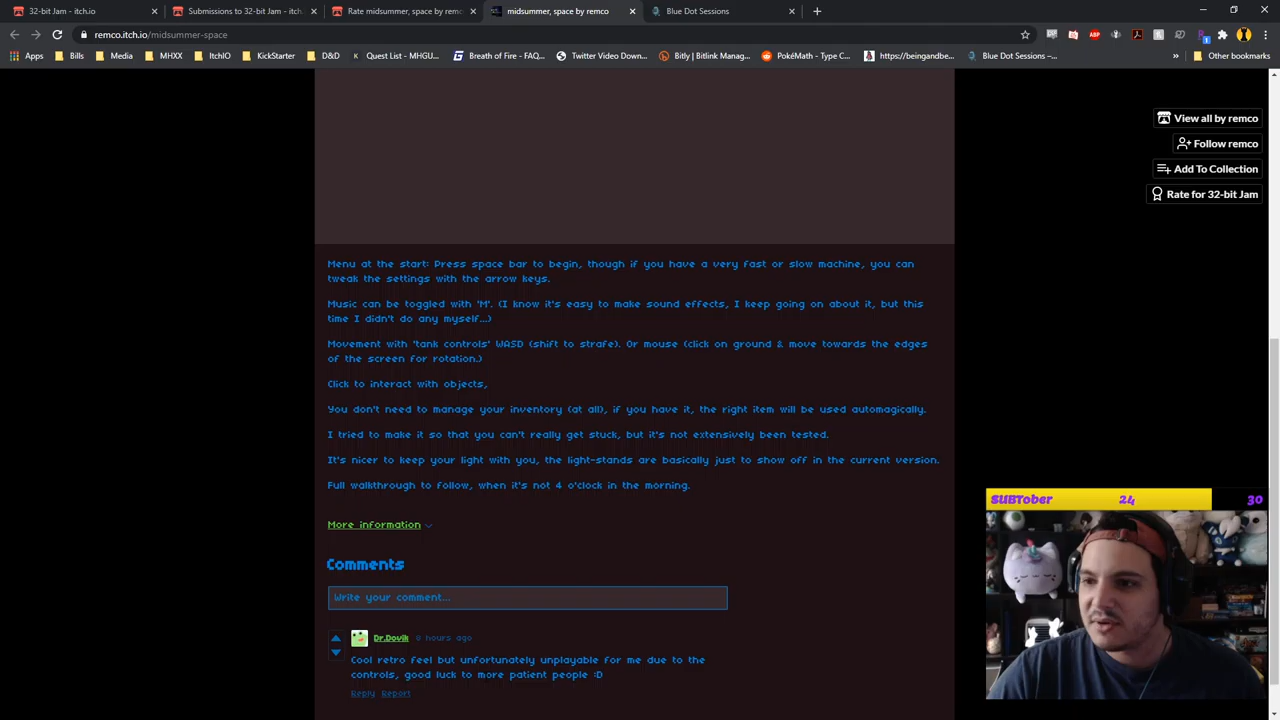 32-bit Jam - itch.io
Submissions to 32-bit Jam - itch.
Rate midsummer, space by remo
midsummer, space by remco
Blue Dot Sessions
remco.itch.io/midsummer-space
Apps
Bills
Media
MHXX
ItchIO
KickStarter
D&D
Quest List - MHGU...
Breath of Fire - FAQ...
Twitter Video Down...
Bitly | Bitlink Manag...
PokéMath - Type C...
https://beingandbe...
Blue Dot Sessions –...
»
Other bookmarks
View all by remco
Follow remco
Add To Collection
Rate for 32-bit Jam
Menu at the start: Press space bar to begin, though if you have a very fast or slow machine, you can
tweak the settings with the arrow keys.
Music can be toggled with 'M'. (I know it's easy to make sound effects, I keep going on about it, but this
time I didn't do any myself...)
Movement with 'tank controls' WASD (shift to strafe). Or mouse (click on ground & move towards the edges
of the screen for rotation.)
Click to interact with objects,
You don't need to manage your inventory (at all), if you have it, the right item will be used automagically.
I tried to make it so that you can't really get stuck, but it's not extensively been tested.
It's nicer to keep your light with you, the light-stands are basically just to show off in the current version.
Full walkthrough to follow, when it's not 4 o'clock in the morning.
More information
Comments
Write your comment...
Dr.Dovik hours ago
Cool retro feel but unfortunately unplayable for me due to the
controls, good luck to more patient people :D
Reply Report
SUBTober 24 30